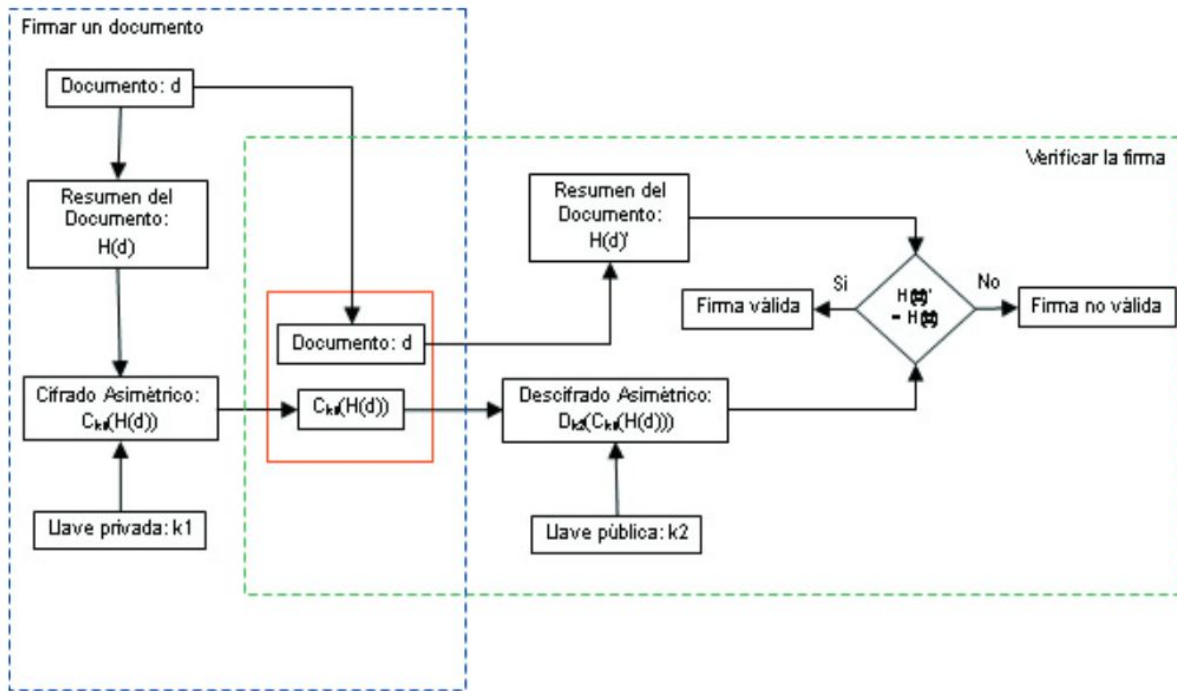 Firmar un documento
Documento: d
Verificar la firma
Resumen del
Documento:
H(d)
Resumen del
Documento:
H(d)'
Si
No
Firma válida
Firma no válida
Documento: d
Cifrado Asimétrico:
(H(d))
C (H(d))
Descifrado Asimétrico:
Llave privada: k1
Llave pública: k2